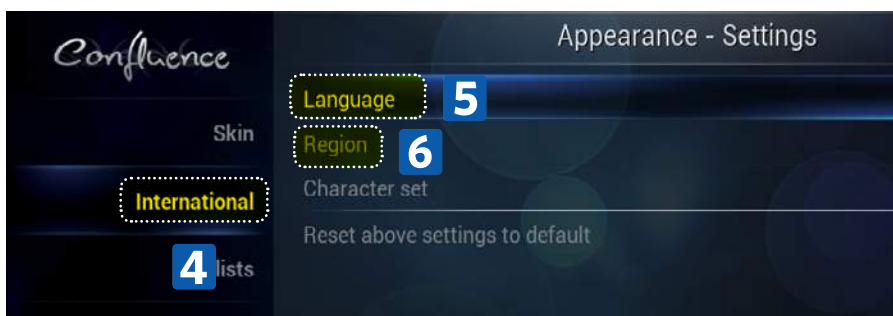 Confluence
Appearance - Settings
Skin
International
4 lists
Language 5
Region 6
Character set
Reset above settings to default